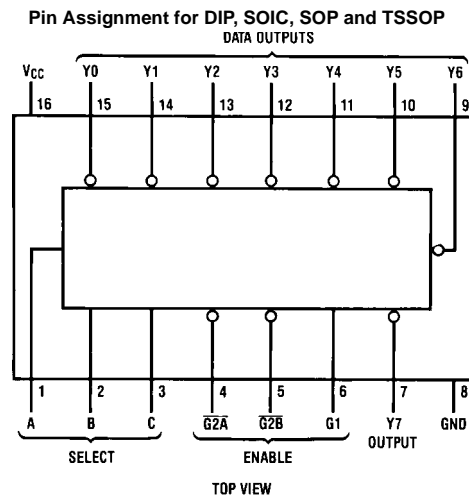 Pin Assignment for DIP, SOIC, SOP and TSSOP
DATA OUTPUTS
VCC Y0 Y1 Y2 Y3 Y4 Y5 Y6
16 15 14 13 12 11 10 9
1 2 3 4 5 6 7 8
A B C G2A G2B G1 Y7 GND
OUTPUT
SELECT ENABLE
TOP VIEW